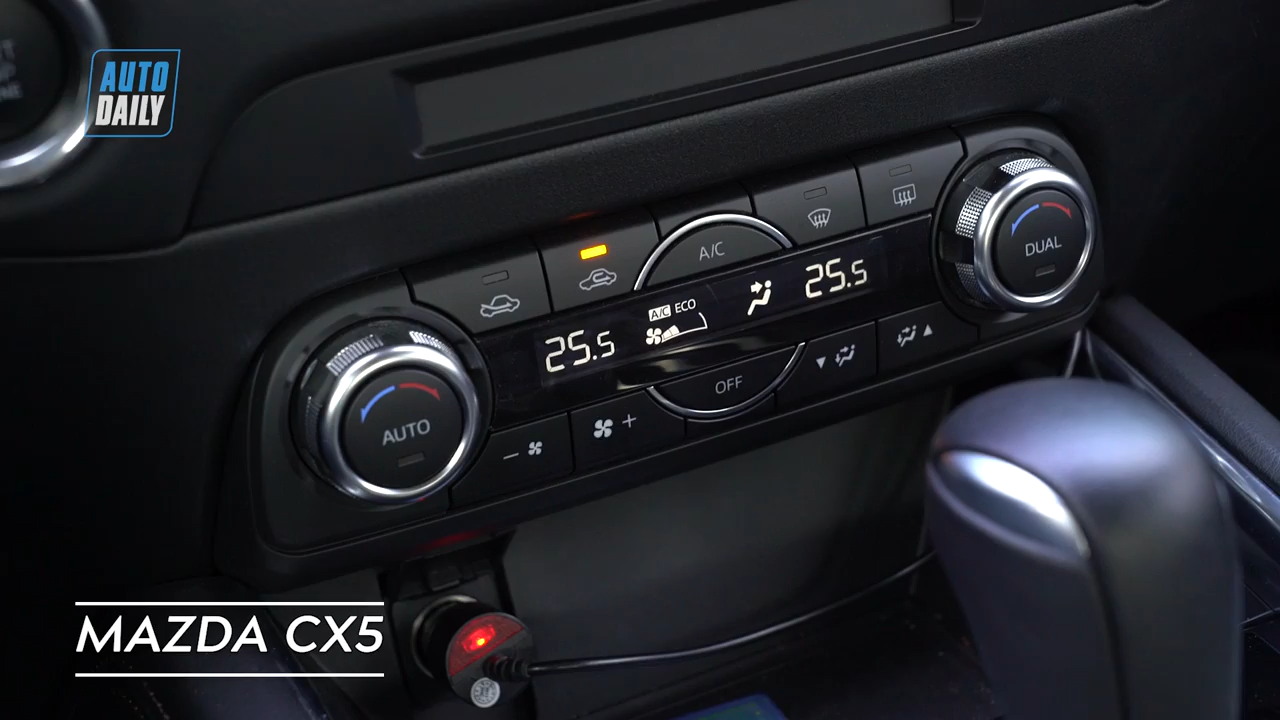 AUTO
DAILY
A/C
DUAL
25.5
A/C ECO
25.5
AUTO
OFF
− +
MAZDA CX5